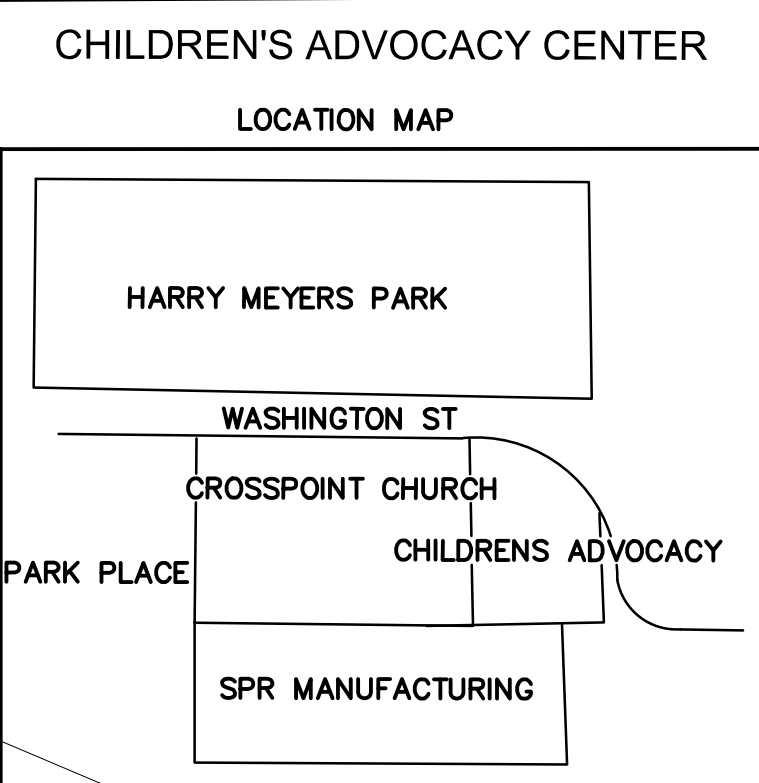 CHILDREN'S ADVOCACY CENTER
LOCATION MAP
HARRY MEYERS PARK
WASHINGTON ST
CROSSPOINT CHURCH
CHILDRENS ADVOCACY
PARK PLACE
SPR MANUFACTURING